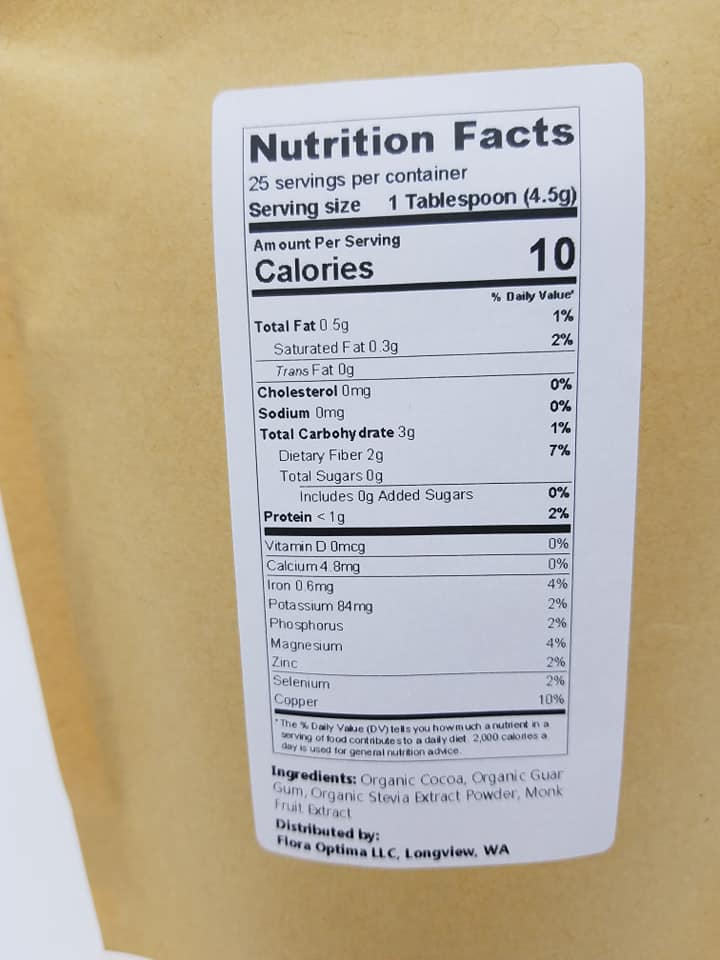 Nutrition Facts
25 servings per container
Serving size 1 Tablespoon (4.5g)
Amount Per Serving
Calories 10
% Daily Value*
Total Fat 0.5g 1%
Saturated Fat 0.3g 2%
Trans Fat 0g
Cholesterol 0mg 0%
Sodium 0mg 0%
Total Carbohydrate 3g 1%
Dietary Fiber 2g 7%
Total Sugars 0g
Includes 0g Added Sugars 0%
Protein < 1g 2%
Vitamin D 0mcg 0%
Calcium 4.8mg 0%
Iron 0.6mg 4%
Potassium 84mg 2%
Phosphorus 2%
Magnesium 4%
Zinc 2%
Selenium 2%
Copper 10%
*The % Daily Value (DV) tells you how much a nutrient in a
serving of food contributes to a daily diet. 2,000 calories a
day is used for general nutrition advice.
Ingredients: Organic Cocoa, Organic Guar
Gum, Organic Stevia Extract Powder, Monk
Fruit Extract
Distributed by:
Flora Optima LLC, Longview, WA